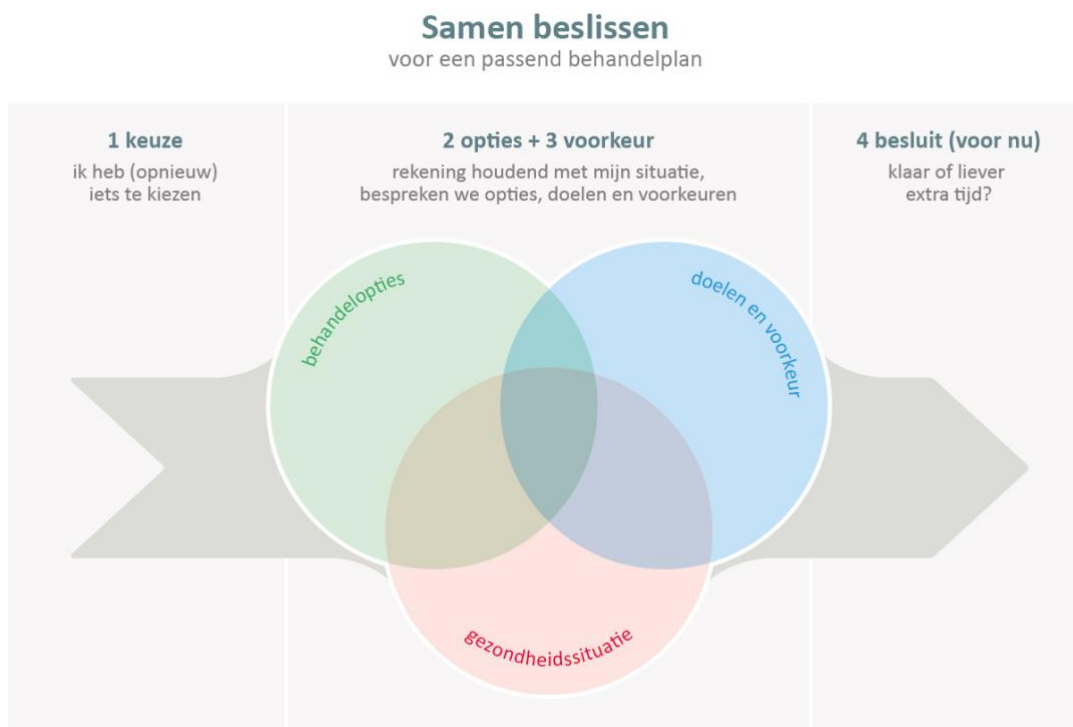 Samen beslissen
voor een passend behandelplan
1 keuze
ik heb (opnieuw)
iets te kiezen
2 opties + 3 voorkeur
rekening houdend met mijn situatie,
bespreken we opties, doelen en voorkeuren
4 besluit (voor nu)
klaar of liever
extra tijd?
behandelopties
doelen en voorkeur
gezondheidssituatie